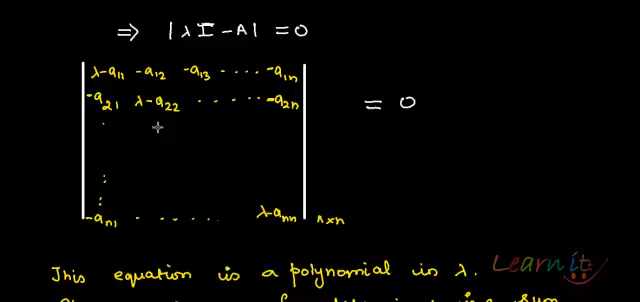 ⇒ |λI - A| = 0
λ-a₁₁ -a₁₂ -a₁₃ ..... -a₁ₙ
-a₂₁ λ-a₂₂ ..... -a₂ₙ = 0
-aₙ₁ ...... λ-aₙₙ n×n
Learnit
This equation is a polynomial in λ.